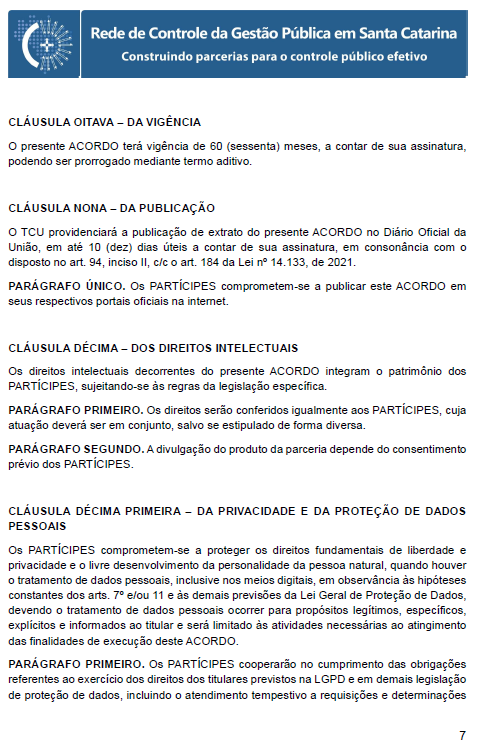 Rede de Controle da Gestão Pública em Santa Catarina
Construindo parcerias para o controle público efetivo
CLÁUSULA OITAVA – DA VIGÊNCIA
O presente ACORDO terá vigência de 60 (sessenta) meses, a contar de sua assinatura,
podendo ser prorrogado mediante termo aditivo.
CLÁUSULA NONA – DA PUBLICAÇÃO
O TCU providenciará a publicação de extrato do presente ACORDO no Diário Oficial da
União, em até 10 (dez) dias úteis a contar de sua assinatura, em consonância com o
disposto no art. 94, inciso II, c/c o art. 184 da Lei nº 14.133, de 2021.
PARÁGRAFO ÚNICO. Os PARTÍCIPES comprometem-se a publicar este ACORDO em
seus respectivos portais oficiais na internet.
CLÁUSULA DÉCIMA – DOS DIREITOS INTELECTUAIS
Os direitos intelectuais decorrentes do presente ACORDO integram o patrimônio dos
PARTÍCIPES, sujeitando-se às regras da legislação específica.
PARÁGRAFO PRIMEIRO. Os direitos serão conferidos igualmente aos PARTÍCIPES, cuja
atuação deverá ser em conjunto, salvo se estipulado de forma diversa.
PARÁGRAFO SEGUNDO. A divulgação do produto da parceria depende do consentimento
prévio dos PARTÍCIPES.
CLÁUSULA DÉCIMA PRIMEIRA – DA PRIVACIDADE E DA PROTEÇÃO DE DADOS
PESSOAIS
Os PARTÍCIPES comprometem-se a proteger os direitos fundamentais de liberdade e
privacidade e o livre desenvolvimento da personalidade da pessoa natural, quando houver
o tratamento de dados pessoais, inclusive nos meios digitais, em observância às hipóteses
constantes dos arts. 7º e/ou 11 e às demais previsões da Lei Geral de Proteção de Dados,
devendo o tratamento de dados pessoais ocorrer para propósitos legítimos, específicos,
explícitos e informados ao titular e será limitado às atividades necessárias ao atingimento
das finalidades de execução deste ACORDO.
PARÁGRAFO PRIMEIRO. Os PARTÍCIPES cooperarão no cumprimento das obrigações
referentes ao exercício dos direitos dos titulares previstos na LGPD e em demais legislação
de proteção de dados, incluindo o atendimento tempestivo a requisições e determinações
7